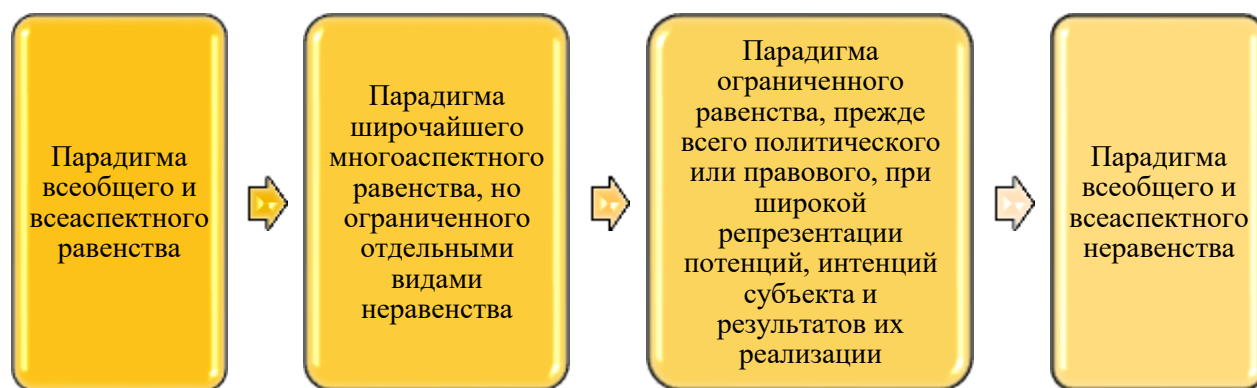 Парадигма
всеобщего и
всеаспектного
равенства
Парадигма
широчайшего
многоаспектного
равенства, но
ограниченного
отдельными
видами
неравенства
Парадигма
ограниченного
равенства, прежде
всего политического
или правового, при
широкой
репрезентации
потенций, интенций
субъекта и
результатов их
реализации
Парадигма
всеобщего и
всеаспектного
неравенства